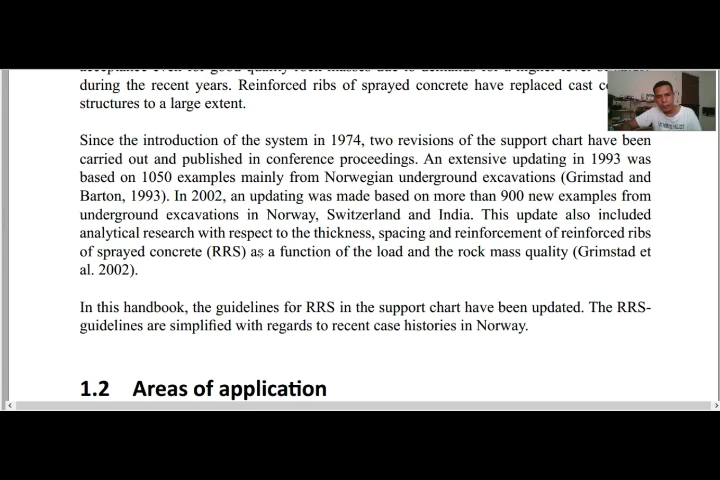 during the recent years. Reinforced ribs of sprayed concrete have replaced cast
structures to a large extent.
Since the introduction of the system in 1974, two revisions of the support chart have been
carried out and published in conference proceedings. An extensive updating in 1993 was
based on 1050 examples mainly from Norwegian underground excavations (Grimstad and
Barton, 1993). In 2002, an updating was made based on more than 900 new examples from
underground excavations in Norway, Switzerland and India. This update also included
analytical research with respect to the thickness, spacing and reinforcement of reinforced ribs
of sprayed concrete (RRS) as a function of the load and the rock mass quality (Grimstad et
al. 2002).
In this handbook, the guidelines for RRS in the support chart have been updated. The RRS-
guidelines are simplified with regards to recent case histories in Norway.
1.2 Areas of application